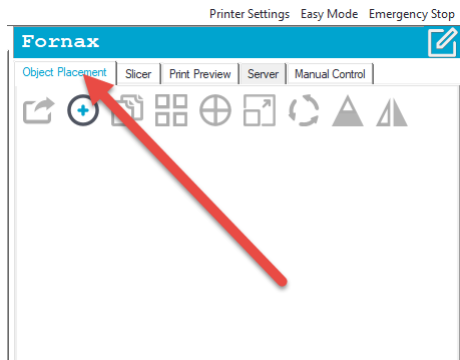 Printer Settings Easy Mode Emergency Stop
Fornax
Object Placement Slicer Print Preview Server Manual Control